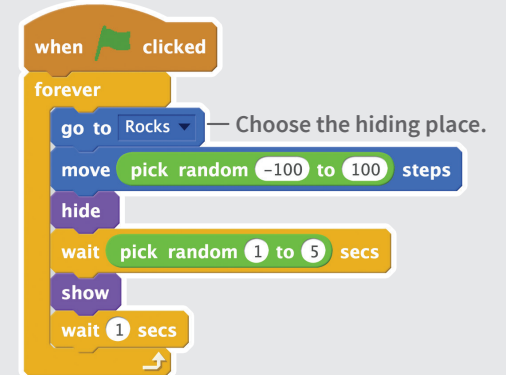 when clicked
forever
go to Rocks Choose the hiding place.
move pick random -100 to 100 steps
hide
wait pick random 1 to 5 secs
show
wait 1 secs